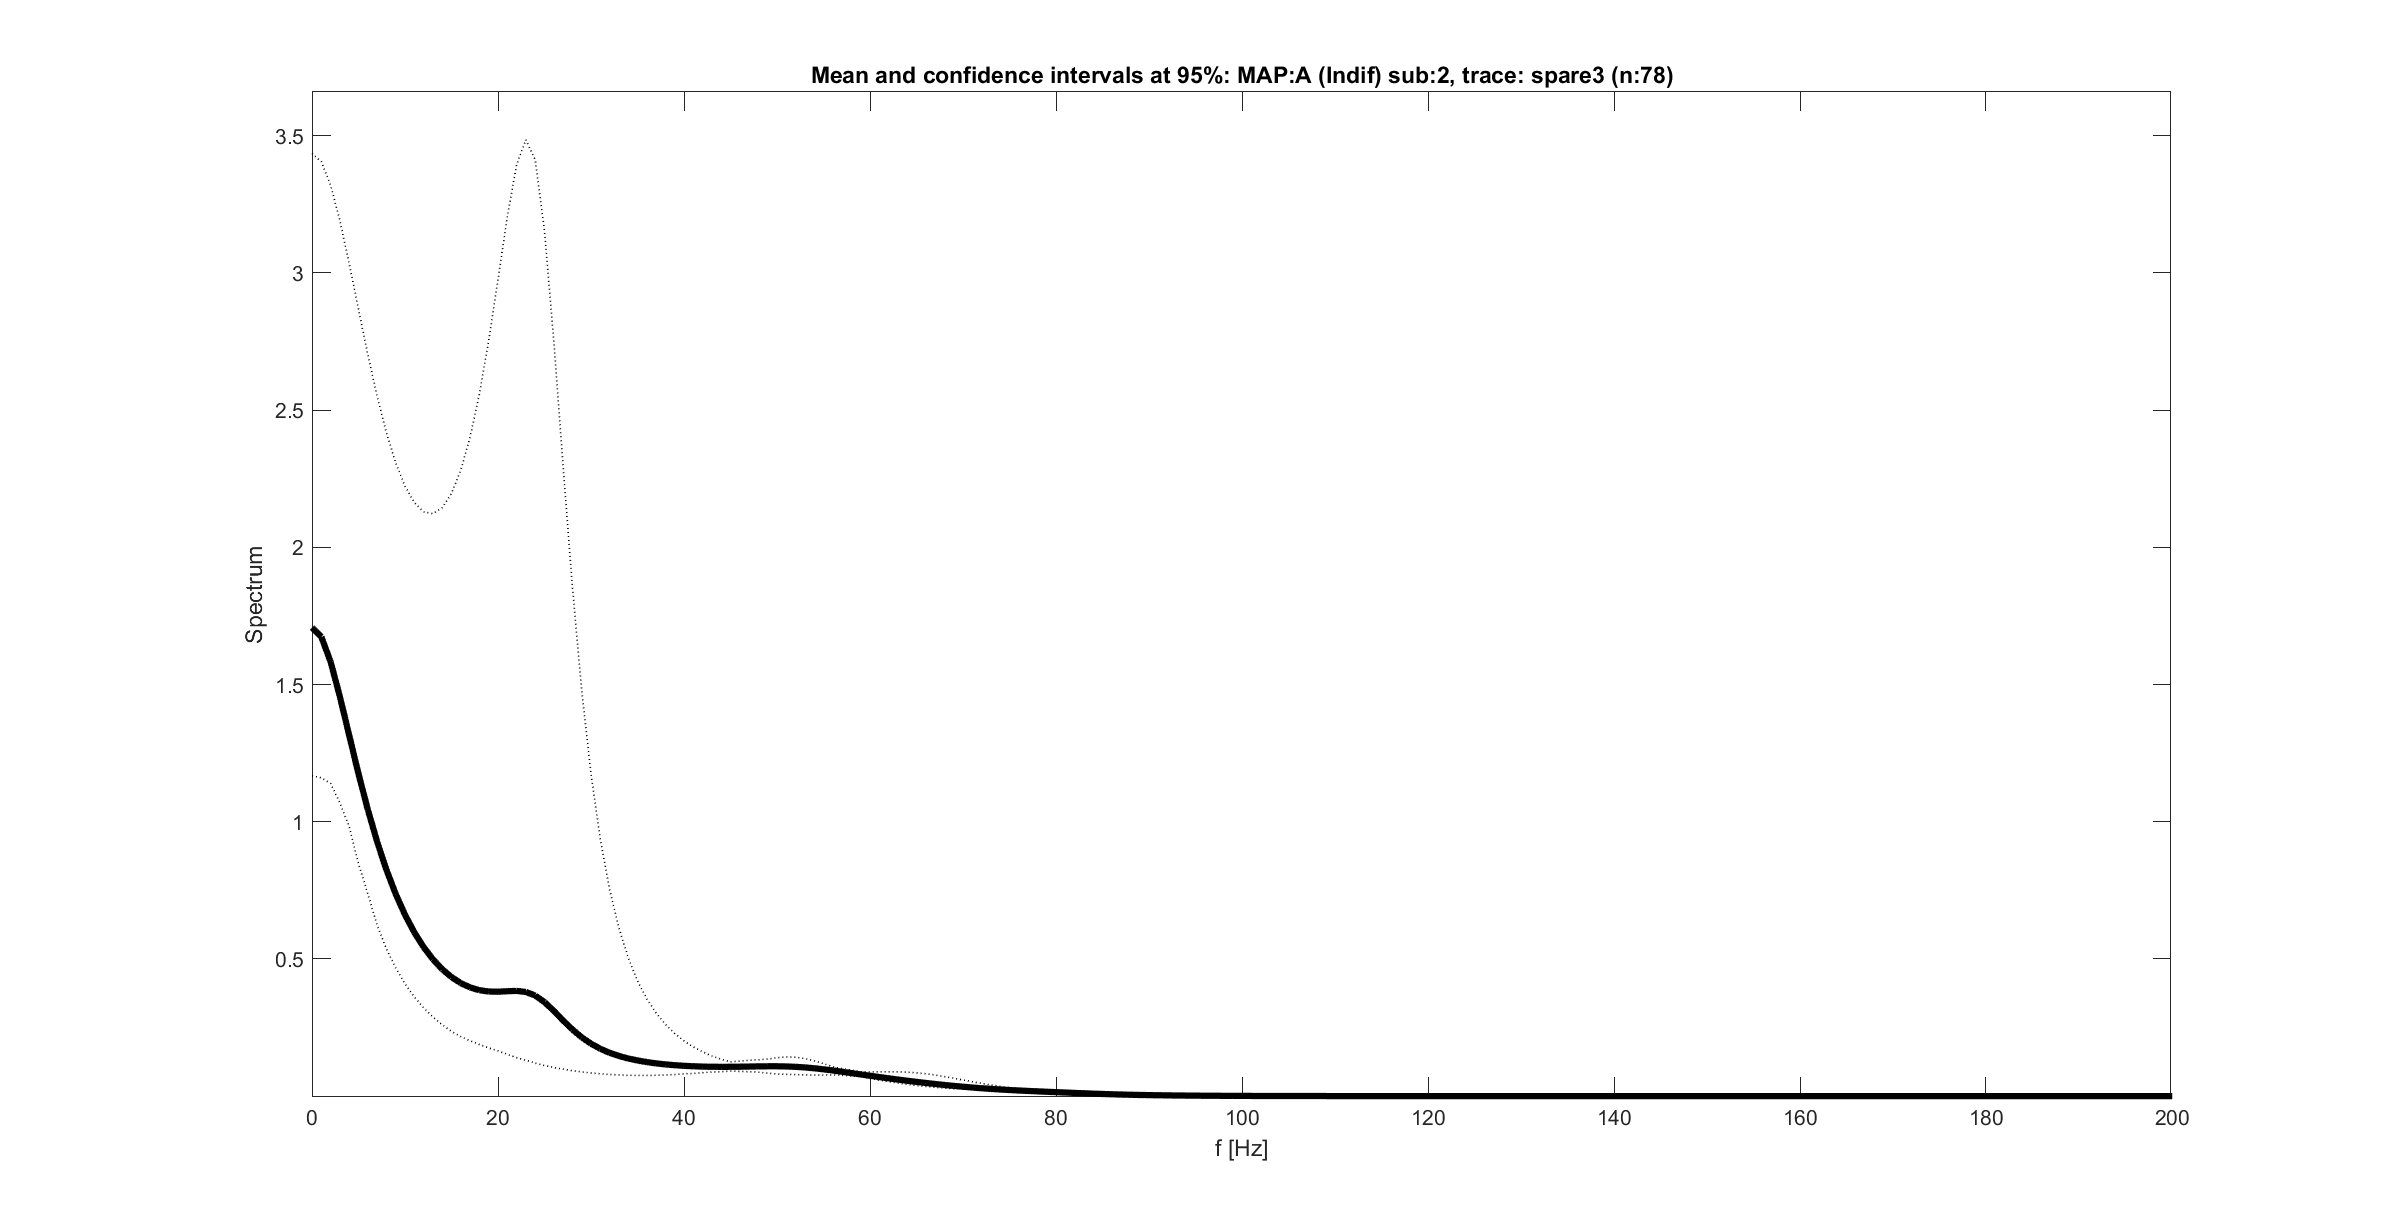 Mean and confidence intervals at 95%: MAP:A (Indif) sub:2, trace: spare3 (n:78)
3.5
3
2.5
2
1.5
1
0.5
Spectrum
0 20 40 60 80 100 120 140 160 180 200
f [Hz]